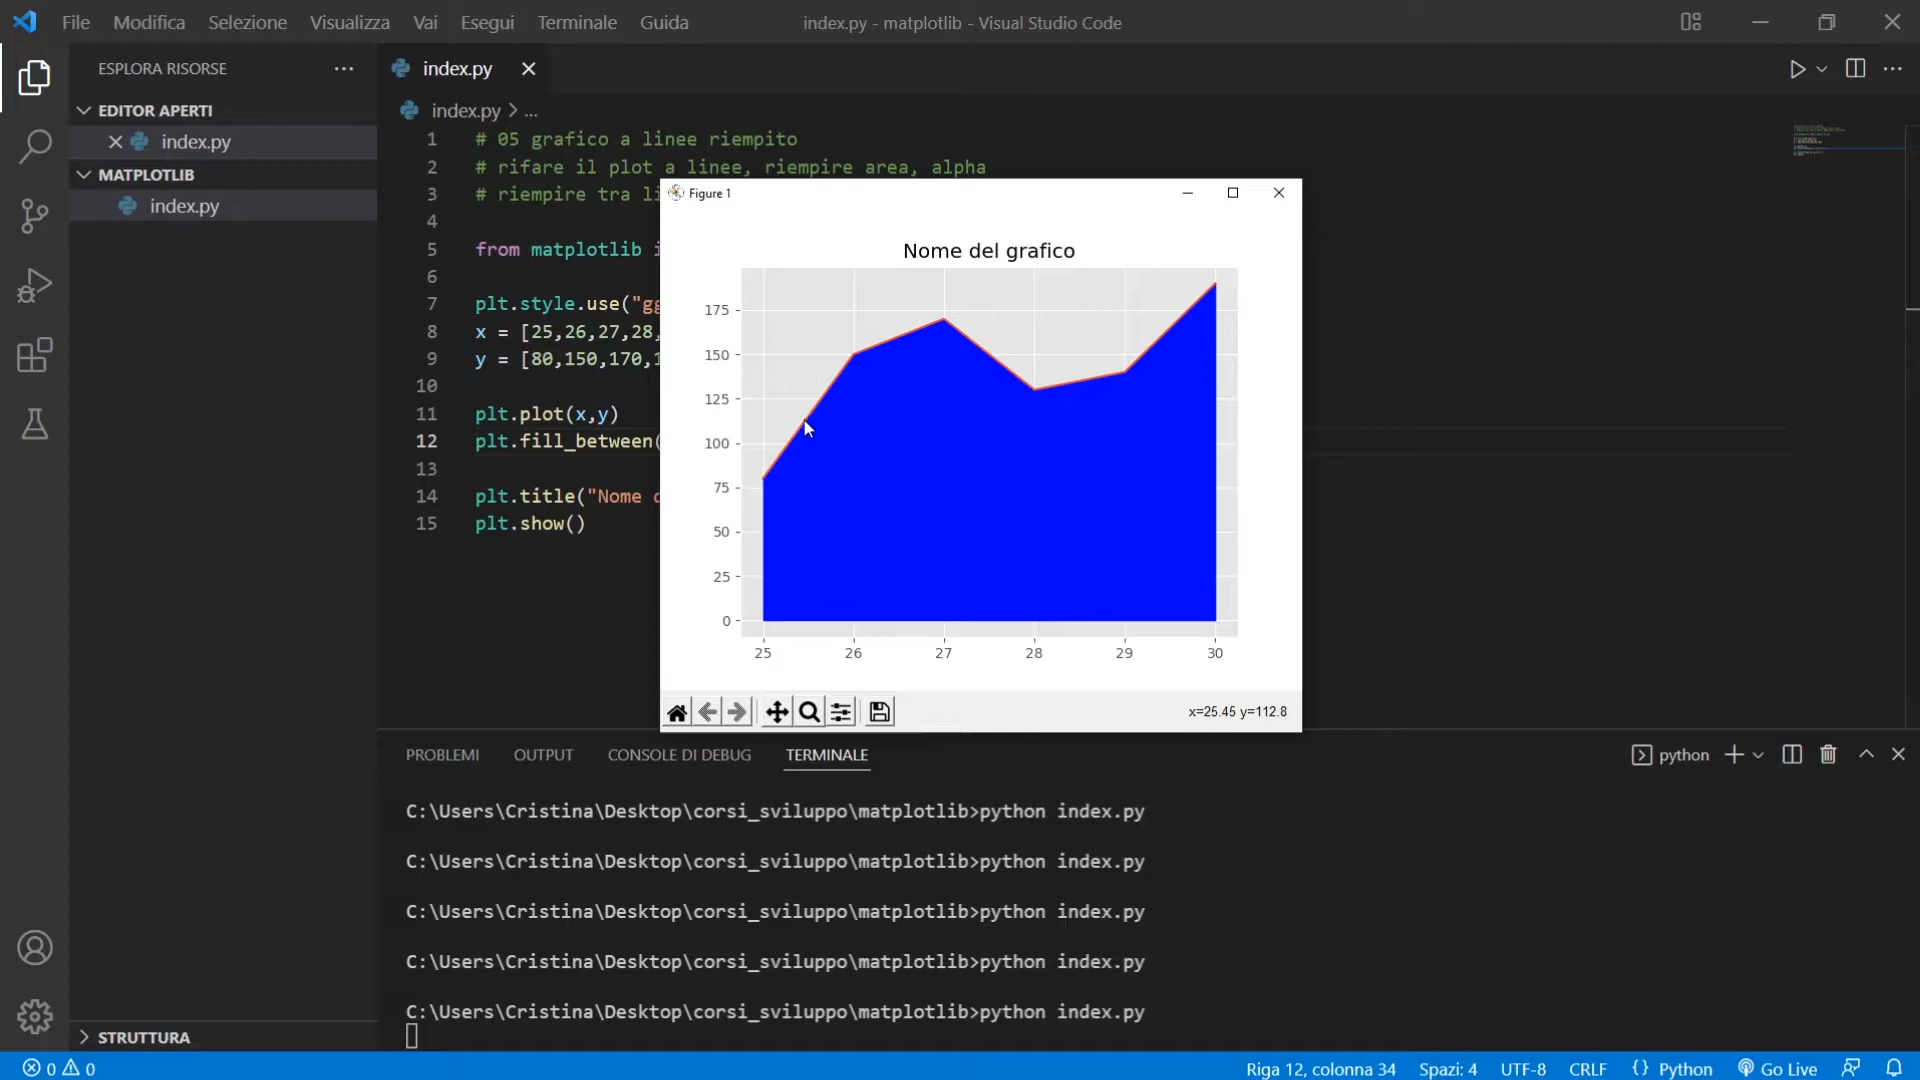 File Modifica Selezione Visualizza Vai Esegui Terminale Guida
index.py - matplotlib - Visual Studio Code
ESPLORA RISORSE
EDITOR APERTI
index.py
MATPLOTLIB
index.py
STRUTTURA
index.py
index.py > ...
1 # 05 grafico a linee riempito
2 # rifare il plot a linee, riempire area, alpha
3 # riempire tra li
4
5 from matplotlib i
6
7 plt.style.use("gg
8 x = [25,26,27,28,
9 y = [80,150,170,1
10
11 plt.plot(x,y)
12 plt.fill_between(
13
14 plt.title("Nome d
15 plt.show()
Figure 1
Nome del grafico
175
150
125
100
75
50
25
0
25 26 27 28 29 30
x=25.45 y=112.8
PROBLEMI OUTPUT CONSOLE DI DEBUG TERMINALE
python
C:\Users\Cristina\Desktop\corsi_sviluppo\matplotlib>python index.py
C:\Users\Cristina\Desktop\corsi_sviluppo\matplotlib>python index.py
C:\Users\Cristina\Desktop\corsi_sviluppo\matplotlib>python index.py
C:\Users\Cristina\Desktop\corsi_sviluppo\matplotlib>python index.py
C:\Users\Cristina\Desktop\corsi_sviluppo\matplotlib>python index.py
0 0
Riga 12, colonna 34 Spazi: 4 UTF-8 CRLF {} Python Go Live